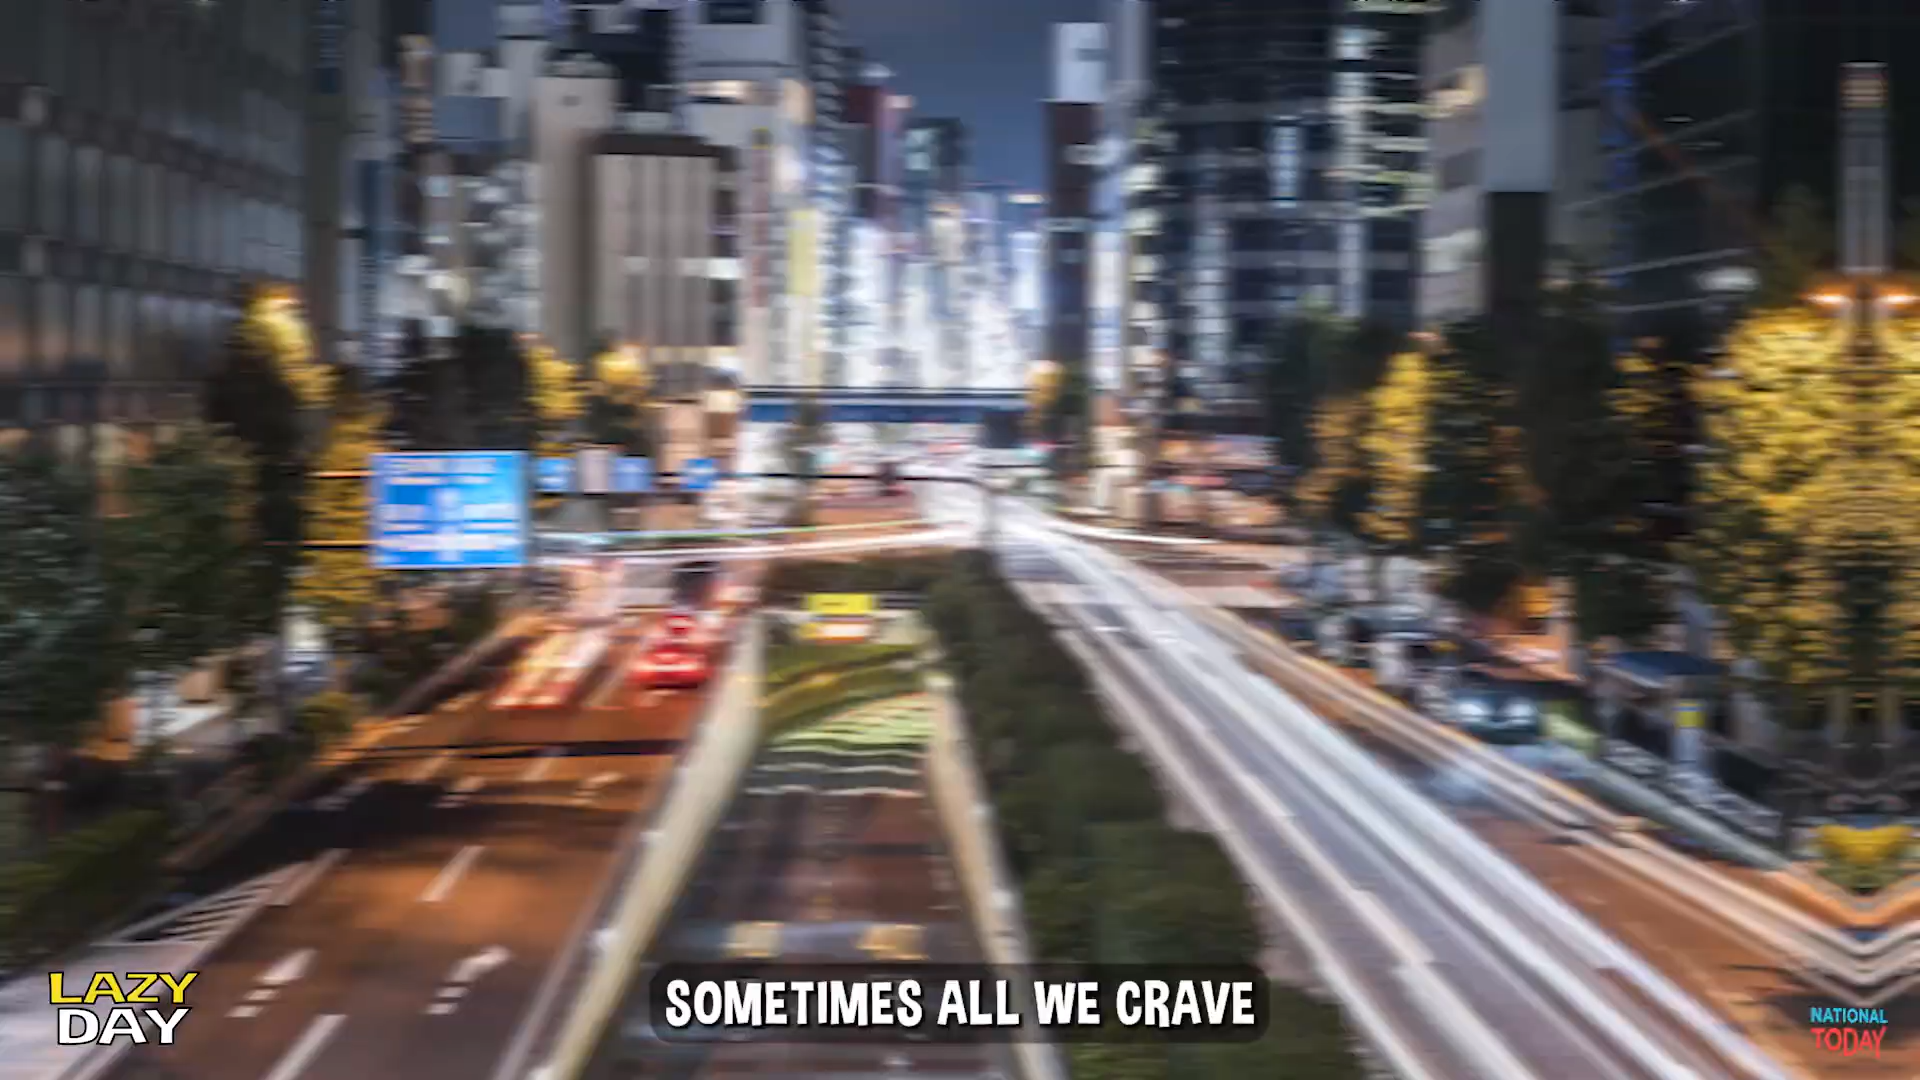 SOMETIMES ALL WE CRAVE
LAZY
DAY
NATIONAL
TODAY